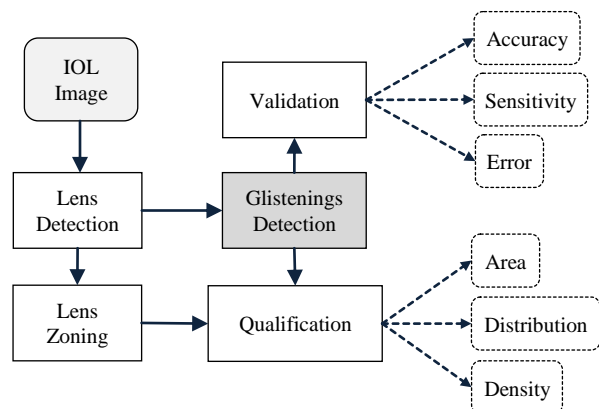 IOL
Image
Validation
Accuracy
Sensitivity
Error
Lens
Detection
Glistenings
Detection
Lens
Zoning
Qualification
Area
Distribution
Density